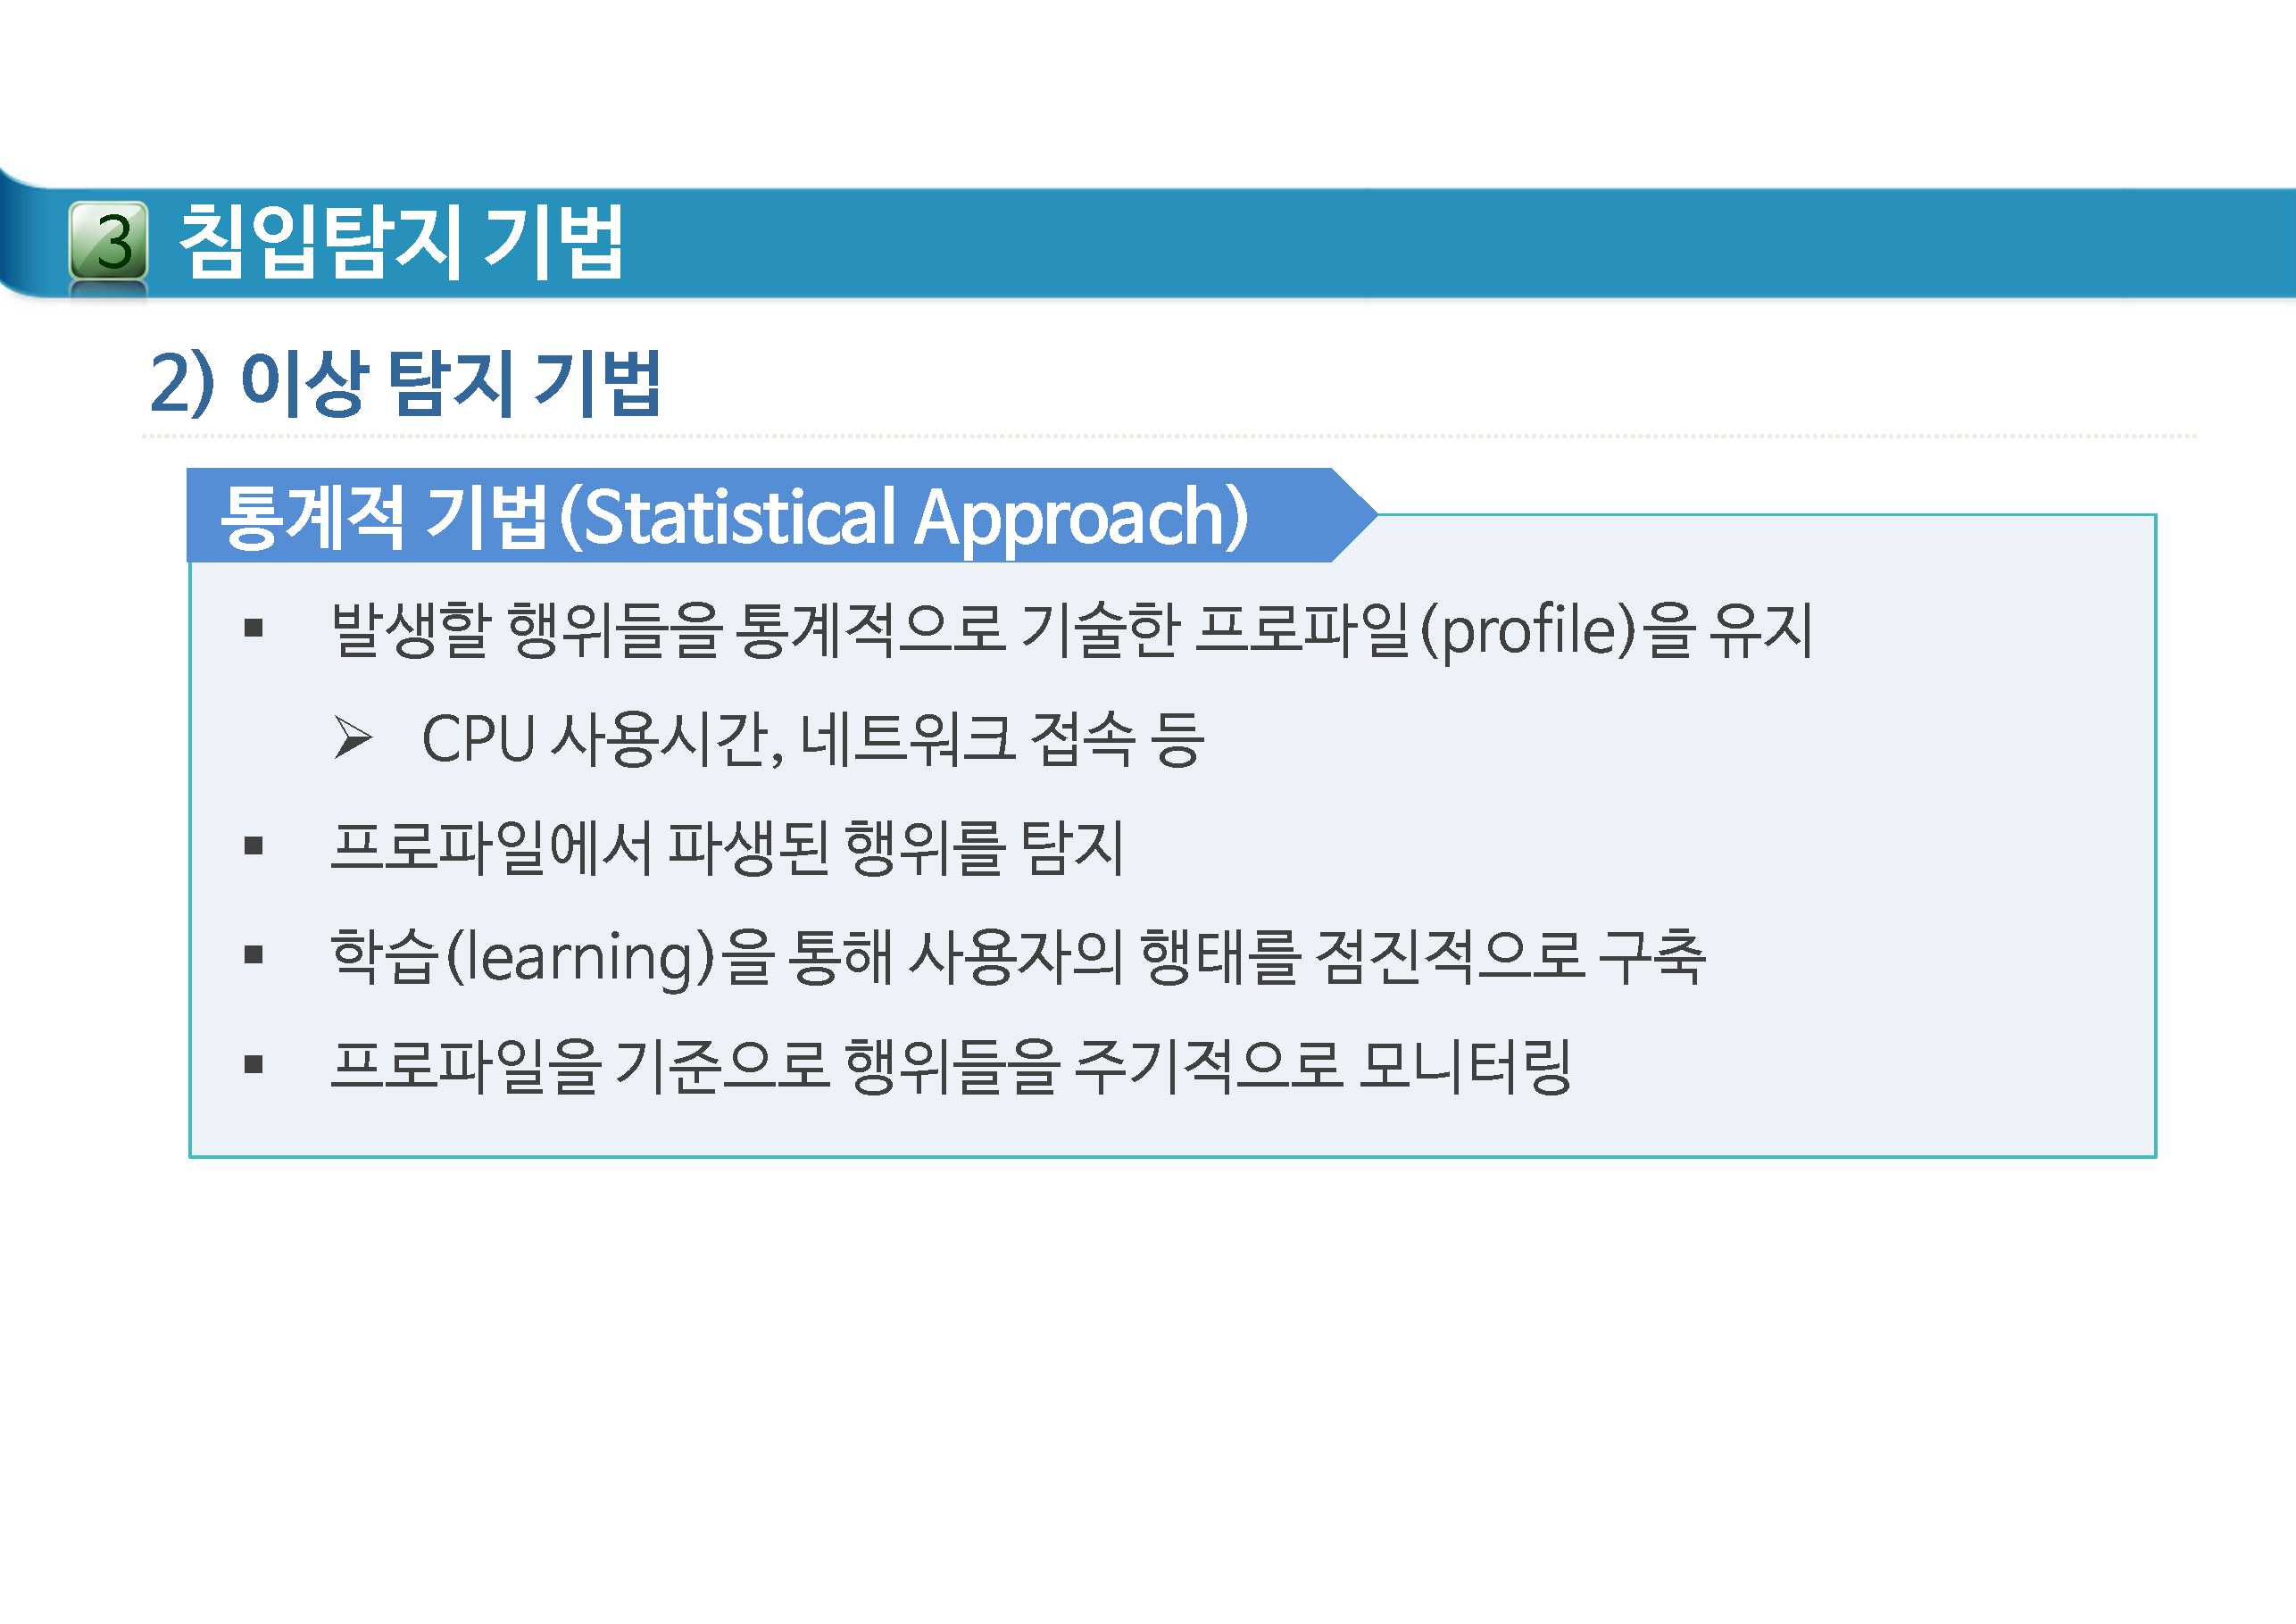 3 침입탐지 기법
2) 이상 탐지 기법
통계적 기법(Statistical Approach)
▪ 발생할 행위들을 통계적으로 기술한 프로파일(profile)을 유지
➢ CPU 사용시간, 네트워크 접속 등
▪ 프로파일에서 파생된 행위를 탐지
▪ 학습(learning)을 통해 사용자의 행태를 점진적으로 구축
▪ 프로파일을 기준으로 행위들을 주기적으로 모니터링